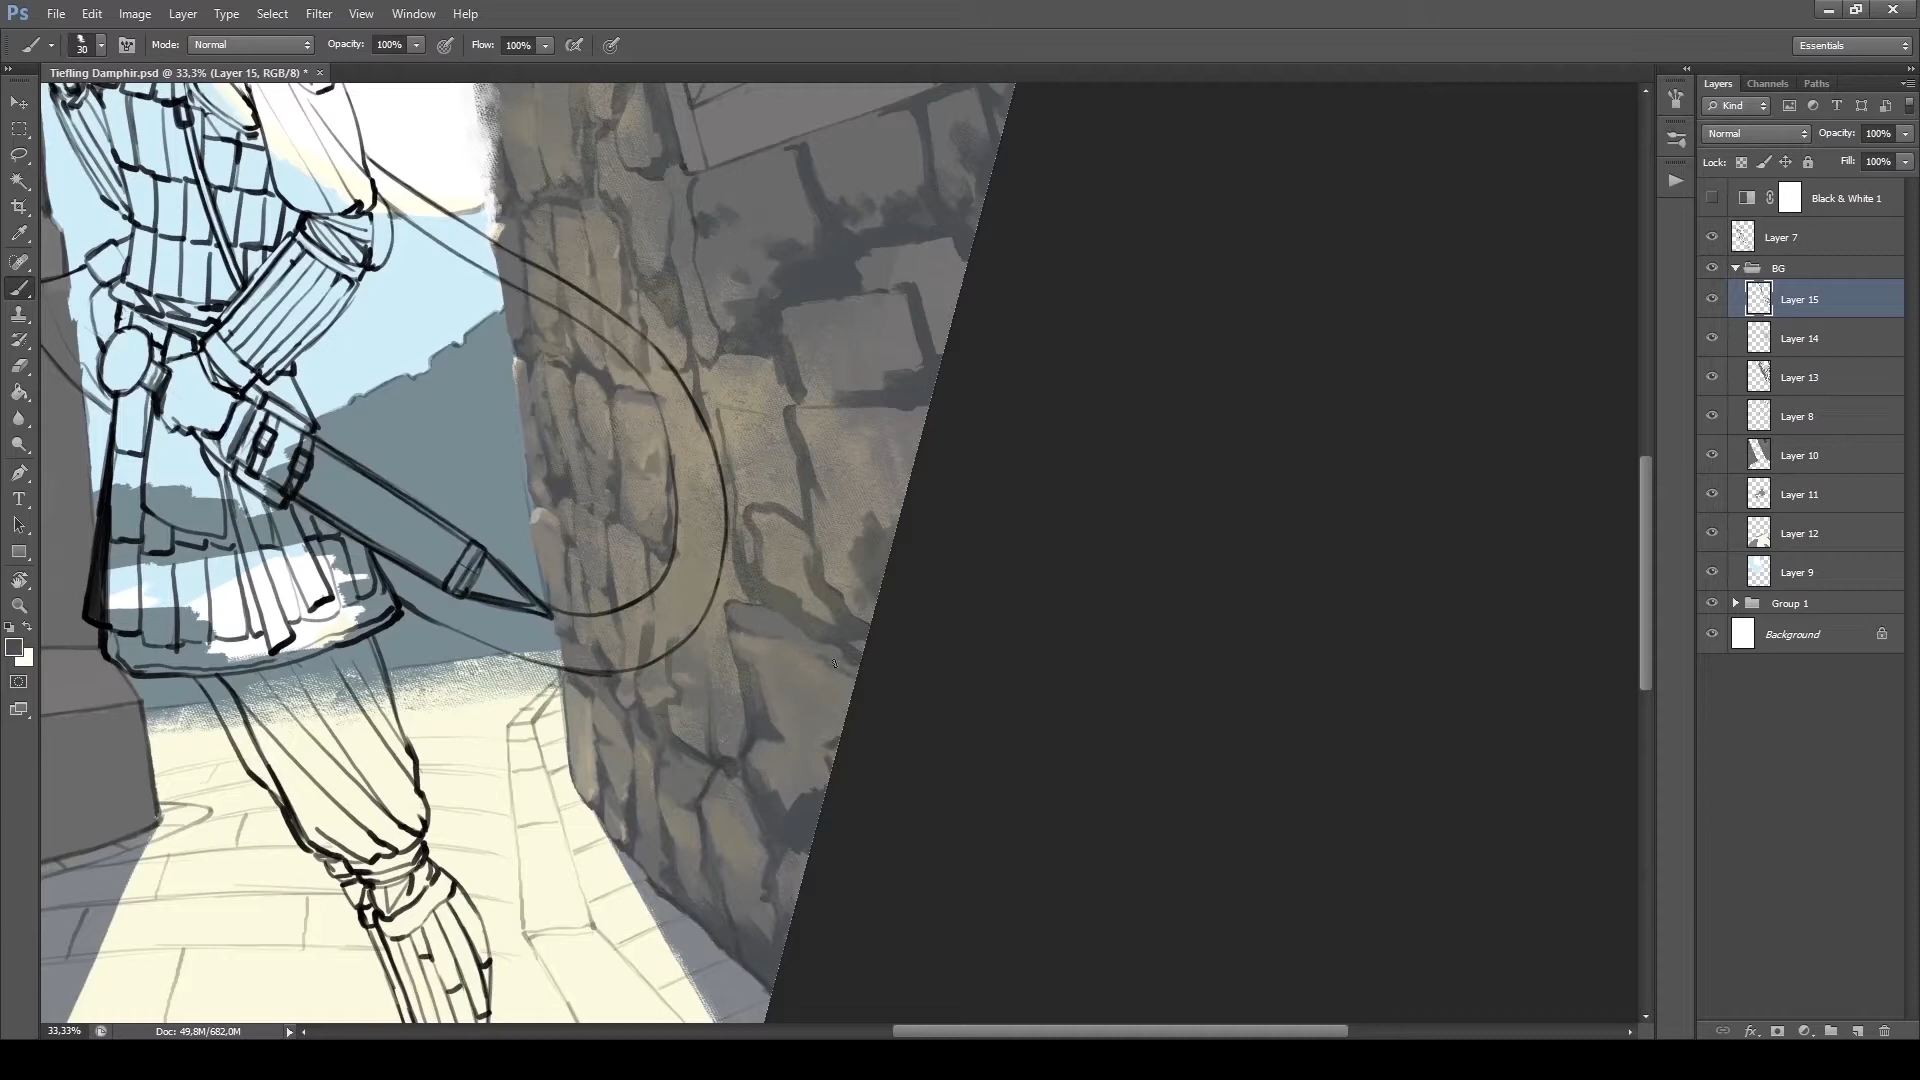 Ps File Edit Image Layer Type Select Filter View Window Help
30 Mode: Normal Opacity: 100% Flow: 100% Essentials
Tiefling Damphir.psd @ 33,3% (Layer 15, RGB/8) * ×
Layers Channels Paths
Kind
Normal Opacity: 100%
Lock: Fill: 100%
Black & White 1
Layer 7
BG
Layer 15
Layer 14
Layer 13
Layer 8
Layer 10
Layer 11
Layer 12
Layer 9
Group 1
Background
33,33% Doc: 49,8M/682,0M